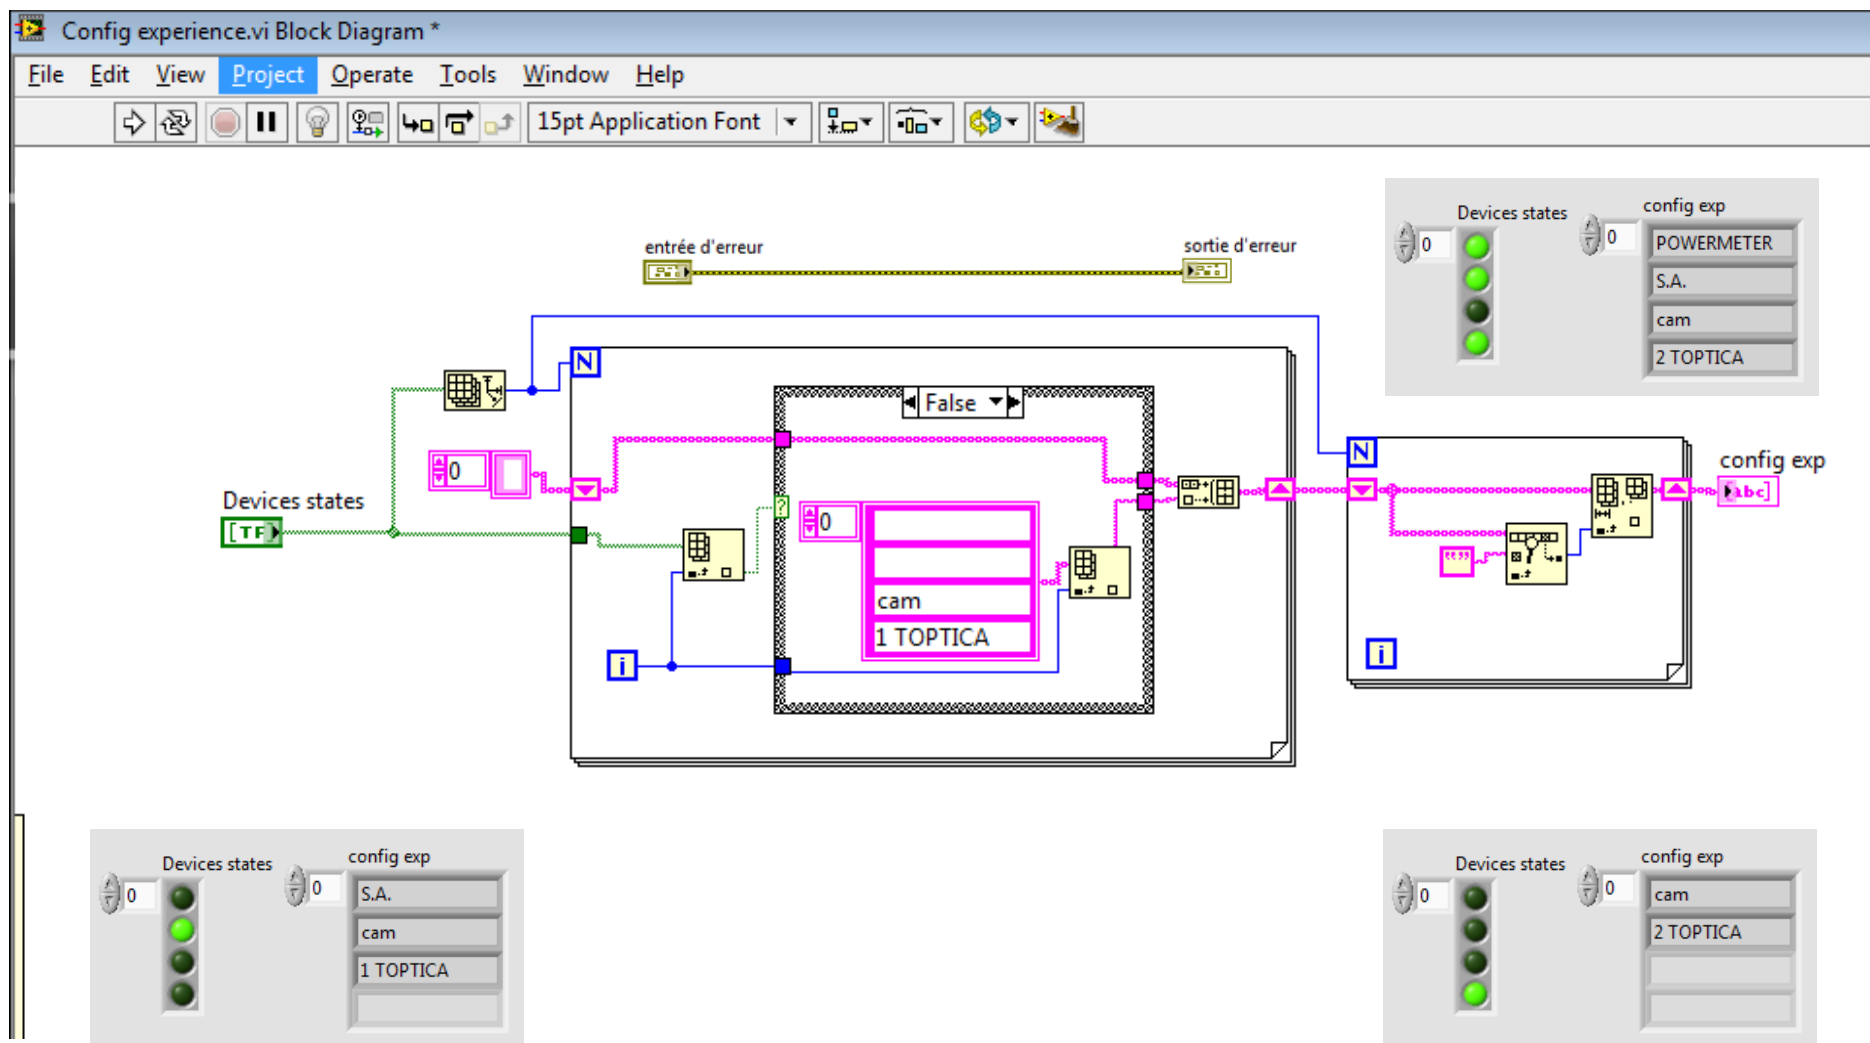 Config experience.vi Block Diagram *
File Edit View Project Operate Tools Window Help
15pt Application Font
Devices states
config exp
0
0
POWERMETER
S.A.
cam
2 TOPTICA
entrée d'erreur
sortie d'erreur
N
False
0
Devices states
TF
?
0
cam
1 TOPTICA
i
N
config exp
abc
i
Devices states
config exp
0
0
S.A.
cam
1 TOPTICA
Devices states
config exp
0
0
cam
2 TOPTICA